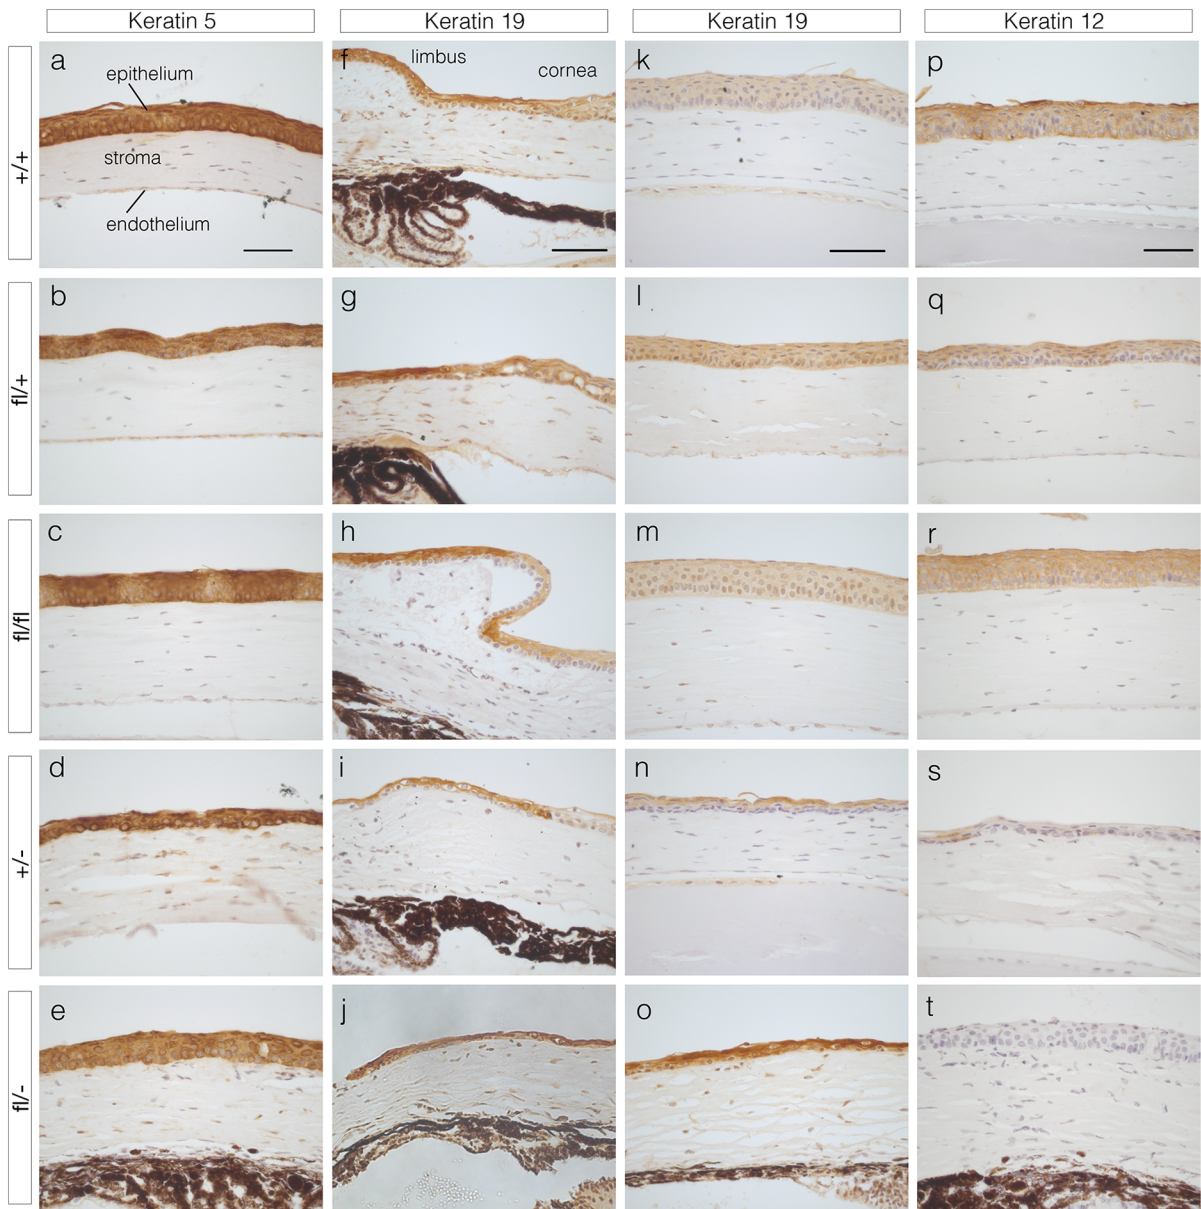 Keratin 5
Keratin 19
Keratin 19
Keratin 12
+/+
a
epithelium
stroma
endothelium
f
limbus
cornea
k
p
fl/+
b
g
l
q
fl/fl
c
h
m
r
+/-
d
i
n
s
fl/-
e
j
o
t